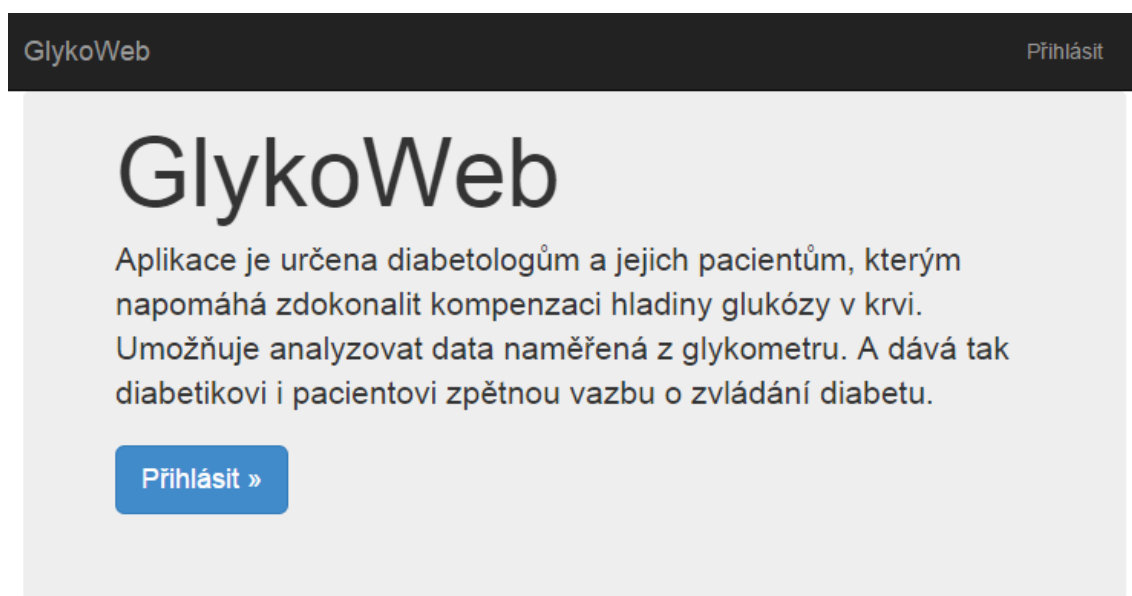 GlykoWeb
Přihlásit
GlykoWeb
Aplikace je určena diabetologům a jejich pacientům, kterým
napomáhá zdokonalit kompenzaci hladiny glukózy v krvi.
Umožňuje analyzovat data naměřená z glykometru. A dává tak
diabetikovi i pacientovi zpětnou vazbu o zvládání diabetu.
Přihlásit »